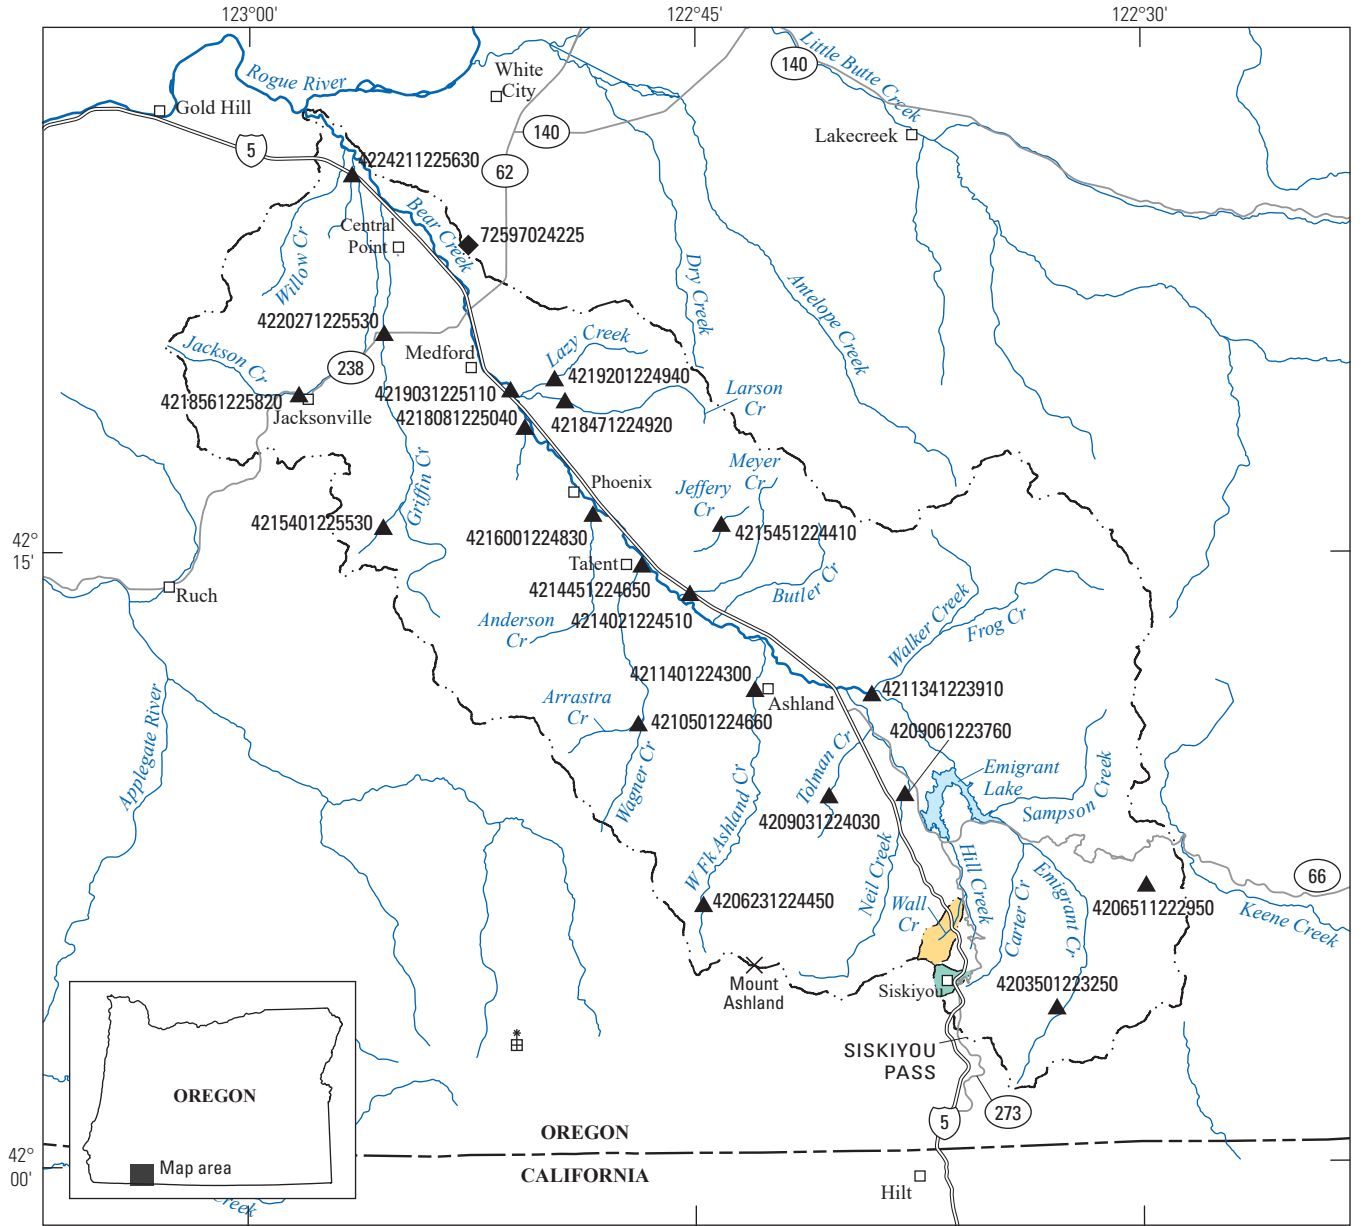 123°00'
122°45'
122°30'
Rogue River
White
City
140
Little Butte Creek
Gold Hill
140
Lakecreek
5
4224211225630
62
Bear Creek
Central
Point
72597024225
Willow Cr
Dry Creek
Antelope Creek
4220271225530
Lazy Creek
Jackson Cr
238
Medford
4219201224940
Larson
Cr
4218561225820
4219031225110
Jacksonville
4218081225040
4218471224920
Griffin Cr
Meyer
Cr
Phoenix
Jeffery
Cr
4215401225530
4216001224830
4215451224410
42°
15'
Talent
Ruch
4214451224650
Butler Cr
Walker Creek
Anderson
Cr
4214021224510
Frog Cr
4211401224300
Ashland
4211341223910
Arrastra
Cr
4210501224660
4209061223760
Applegate River
Wagner Cr
W Fk Ashland Cr
Tolman Cr
Emigrant
Lake
Sampson Creek
4209031224030
Neil Creek
Hill Creek
Carter Cr
Emigrant Cr
66
4206231224450
Wall
Cr
4206511222950
Keene Creek
Mount
Ashland
Siskiyou
4203501223250
SISKIYOU
PASS
OREGON
273
5
42°
00'
OREGON
CALIFORNIA
Map area
Hilt
Creek